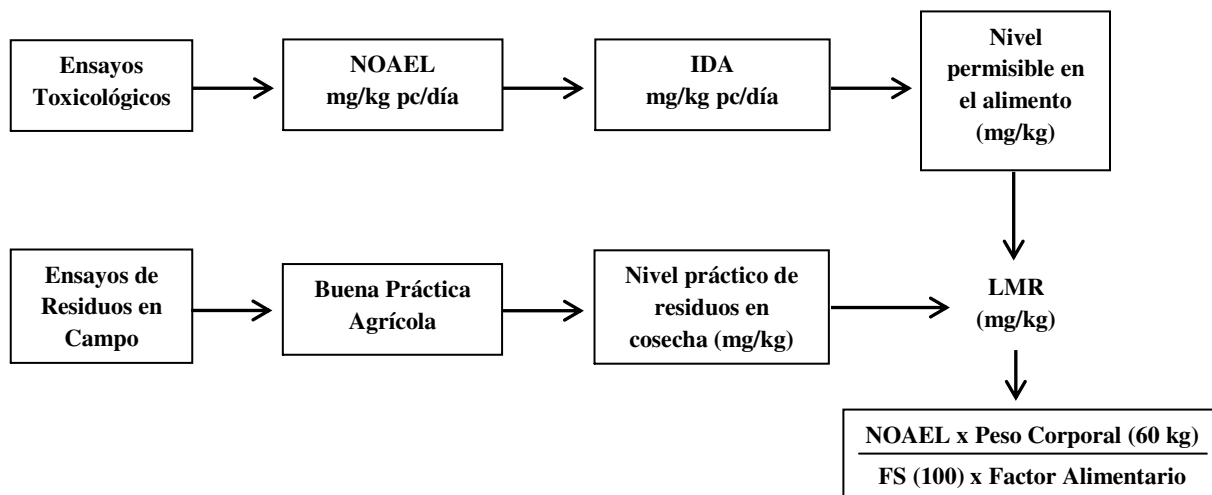 Ensayos
Toxicológicos
NOAEL
mg/kg pc/día
IDA
mg/kg pc/día
Nivel
permisible en
el alimento
(mg/kg)
Ensayos de
Residuos en
Campo
Buena Práctica
Agrícola
Nivel práctico de
residuos en
cosecha (mg/kg)
LMR
(mg/kg)
NOAEL x Peso Corporal (60 kg)
FS (100) x Factor Alimentario